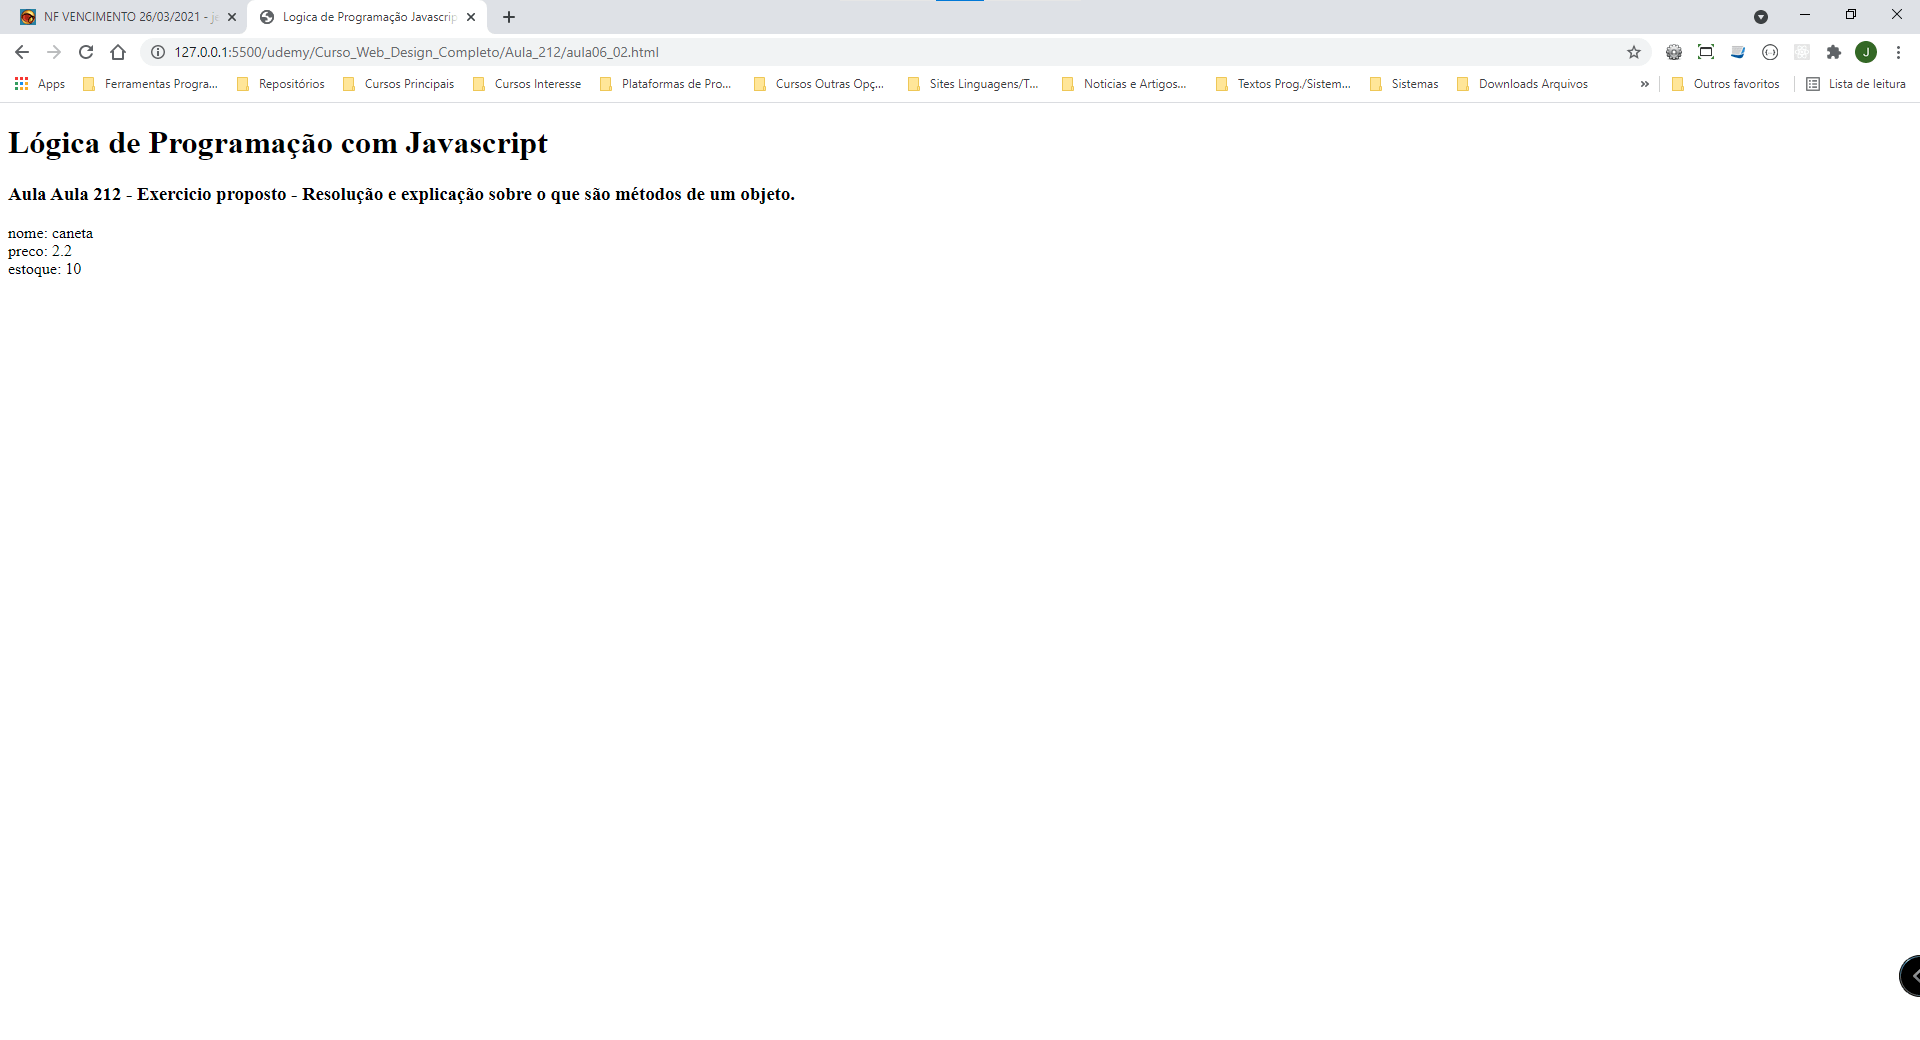 NF VENCIMENTO 26/03/2021 - je
Logica de Programação Javascrip
127.0.0.1:5500/udemy/Curso_Web_Design_Completo/Aula_212/aula06_02.html
J
Apps Ferramentas Progra... Repositórios Cursos Principais Cursos Interesse Plataformas de Pro... Cursos Outras Opç... Sites Linguagens/T... Noticias e Artigos... Textos Prog./Sistem... Sistemas Downloads Arquivos » Outros favoritos Lista de leitura
Lógica de Programação com Javascript
Aula Aula 212 - Exercicio proposto - Resolução e explicação sobre o que são métodos de um objeto.
nome: caneta
preco: 2.2
estoque: 10